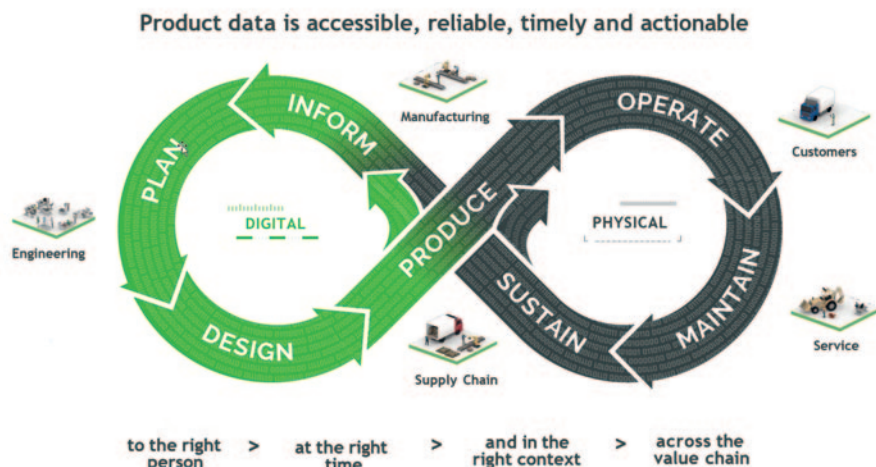 Product data is accessible, reliable, timely and actionable
INFORM
Manufacturing
OPERATE
PLAN
Customers
DIGITAL
PHYSICAL
Engineering
PRODUCE
DESIGN
SUSTAIN
MAINTAIN
Supply Chain
Service
to the right > at the right > and in the > across the
person time right context value chain